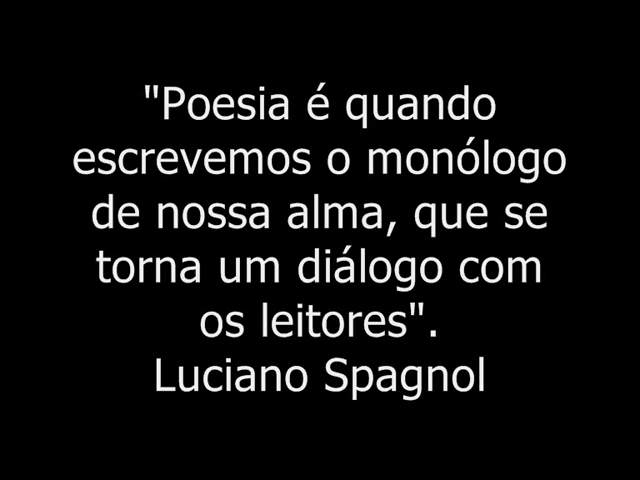 "Poesia é quando
escrevemos o monólogo
de nossa alma, que se
torna um diálogo com
os leitores".
Luciano Spagnol